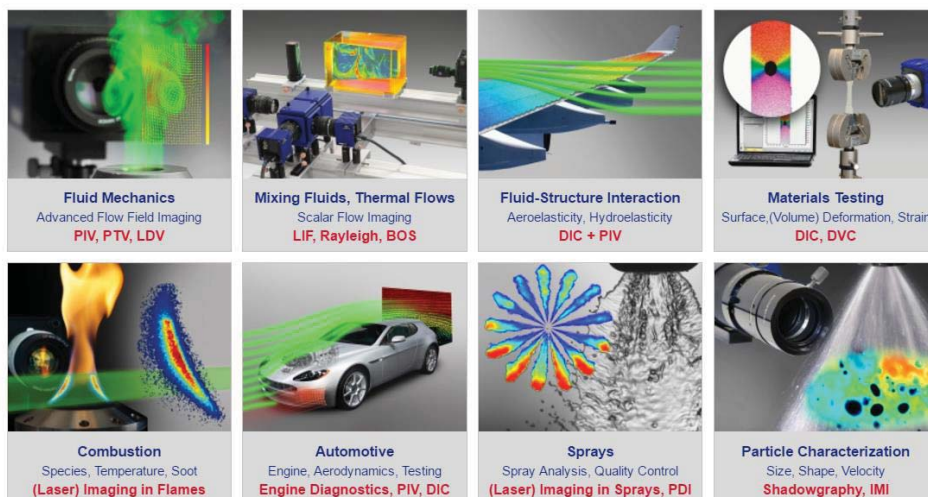 Fluid Mechanics
Advanced Flow Field Imaging
PIV, PTV, LDV
Mixing Fluids, Thermal Flows
Scalar Flow Imaging
LIF, Rayleigh, BOS
Fluid-Structure Interaction
Aeroelasticity, Hydroelasticity
DIC + PIV
Materials Testing
Surface,(Volume) Deformation, Strain
DIC, DVC
Combustion
Species, Temperature, Soot
(Laser) Imaging in Flames
Automotive
Engine, Aerodynamics, Testing
Engine Diagnostics, PIV, DIC
Sprays
Spray Analysis, Quality Control
(Laser) Imaging in Sprays, PDI
Particle Characterization
Size, Shape, Velocity
Shadowgraphy, IMI